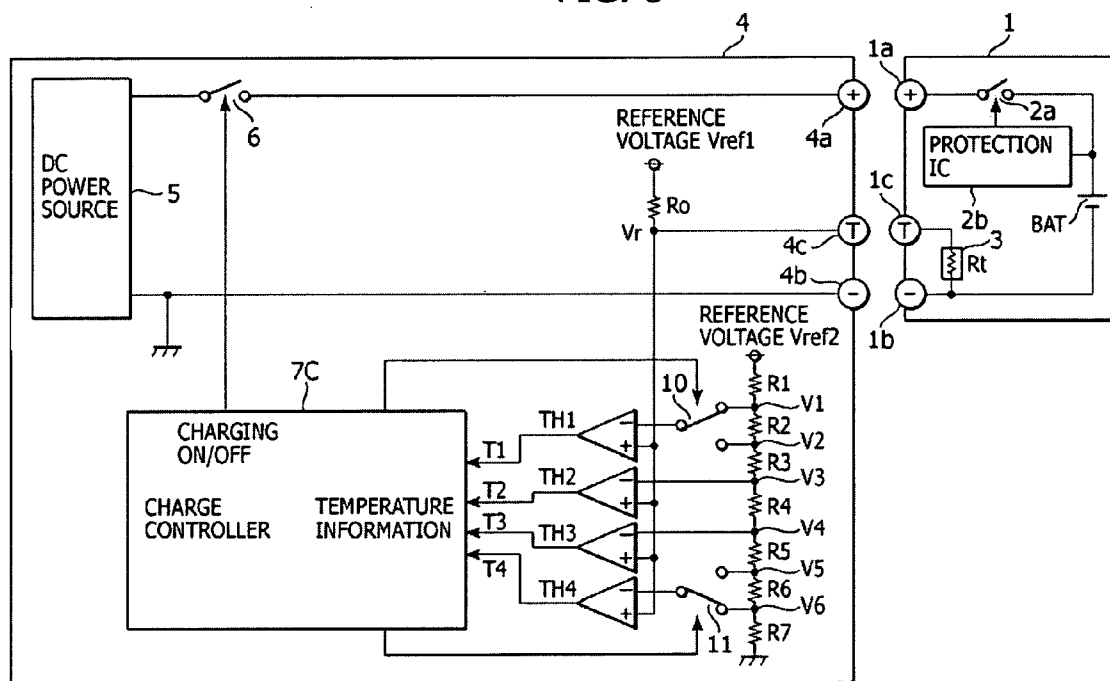 4
1
1a
+
+
6
4a
2a
REFERENCE
VOLTAGE Vref1
DC
POWER
SOURCE
5
PROTECTION
IC
2b
Ro
1c
BAT
Vr
T
T
4c
3
Rt
4b
−
−
1b
REFERENCE
VOLTAGE Vref2
7C
10
R1
V1
TH1
−
+
R2
V2
CHARGING
ON/OFF
T1
R3
TH2
−
+
V3
T2
CHARGE
CONTROLLER
TEMPERATURE
INFORMATION
R4
T3
TH3
−
+
V4
T4
R5
V5
TH4
−
+
R6
V6
11
R7